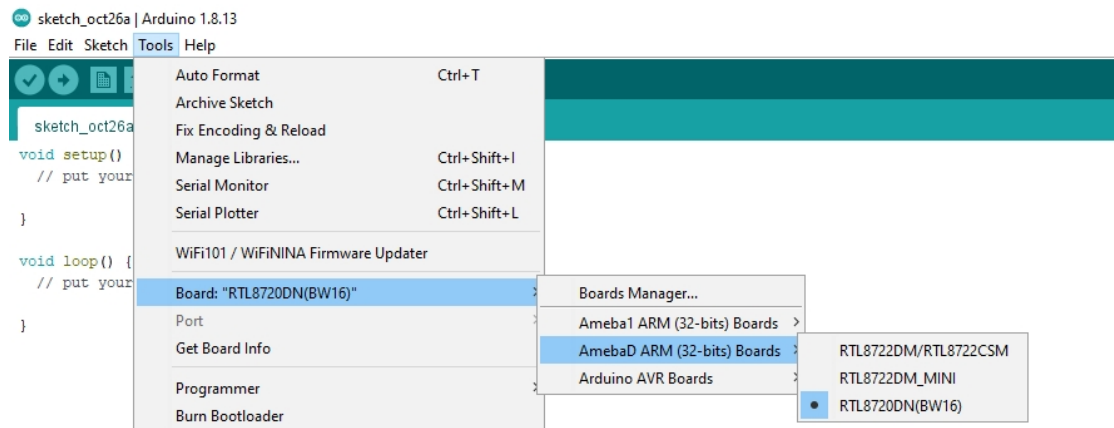 sketch_oct26a | Arduino 1.8.13
File Edit Sketch Tools Help
sketch_oct26a
void setup()
// put your
}
void loop() {
// put your
}
Auto Format Ctrl+T
Archive Sketch
Fix Encoding & Reload
Manage Libraries... Ctrl+Shift+I
Serial Monitor Ctrl+Shift+M
Serial Plotter Ctrl+Shift+L
WiFi101 / WiFiNINA Firmware Updater
Board: "RTL8720DN(BW16)"
Port
Get Board Info
Programmer
Burn Bootloader
Boards Manager...
Ameba1 ARM (32-bits) Boards
AmebaD ARM (32-bits) Boards
Arduino AVR Boards
RTL8722DM/RTL8722CSM
RTL8722DM_MINI
RTL8720DN(BW16)